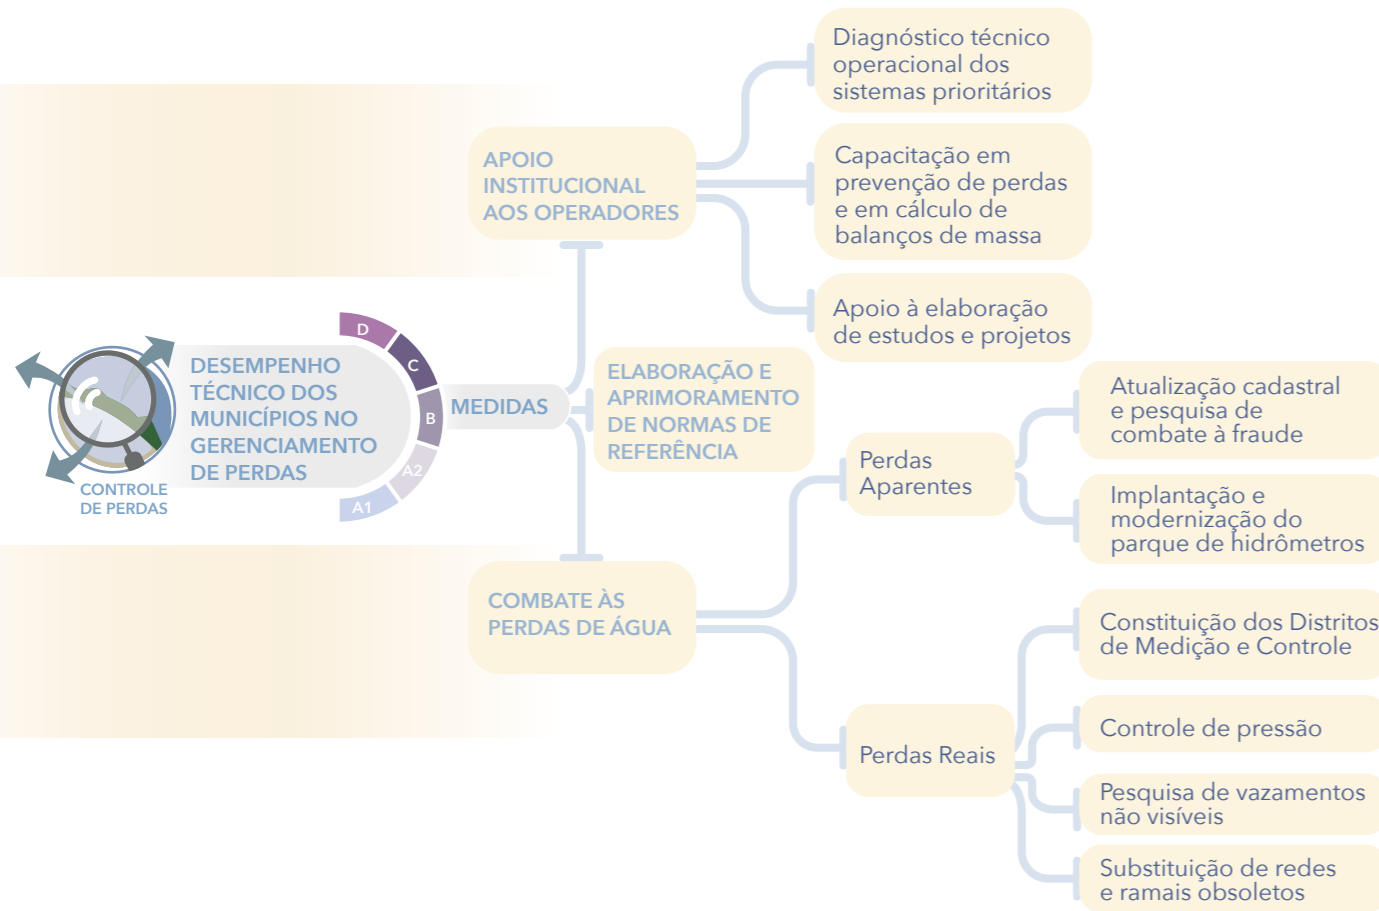 CONTROLE
DE PERDAS
DESEMPENHO
TÉCNICO DOS
MUNICÍPIOS NO
GERENCIAMENTO
DE PERDAS
D
C
B
A2
A1
MEDIDAS
APOIO
INSTITUCIONAL
AOS OPERADORES
Diagnóstico técnico
operacional dos
sistemas prioritários
Capacitação em
prevenção de perdas
e em cálculo de
balanços de massa
Apoio à elaboração
de estudos e projetos
ELABORAÇÃO E
APRIMORAMENTO
DE NORMAS DE
REFERÊNCIA
COMBATE ÀS
PERDAS DE ÁGUA
Perdas
Aparentes
Atualização cadastral
e pesquisa de
combate à fraude
Implantação e
modernização do
parque de hidrômetros
Perdas Reais
Constituição dos Distritos
de Medição e Controle
Controle de pressão
Pesquisa de vazamentos
não visíveis
Substituição de redes
e ramais obsoletos